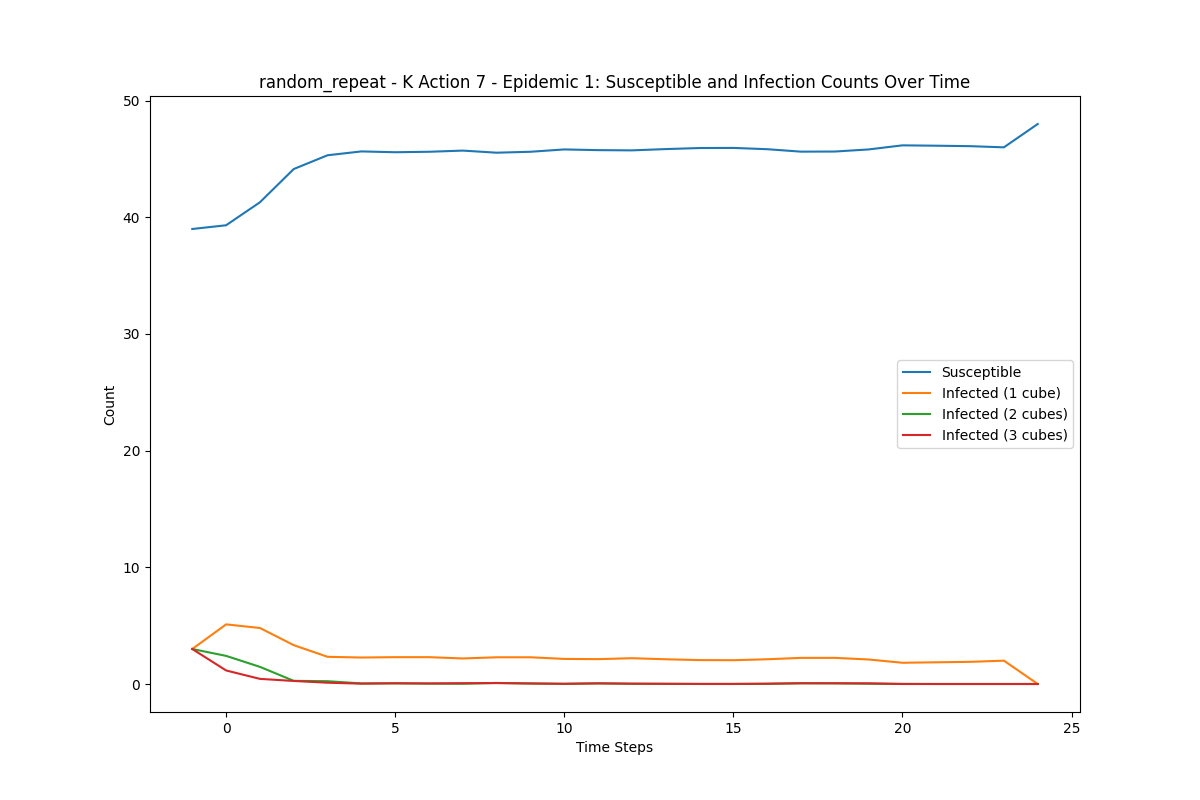 random_repeat - K Action 7 - Epidemic 1: Susceptible and Infection Counts Over Time
50
40
30
20
10
0
Count
Susceptible
Infected (1 cube)
Infected (2 cubes)
Infected (3 cubes)
0 5 10 15 20 25
Time Steps